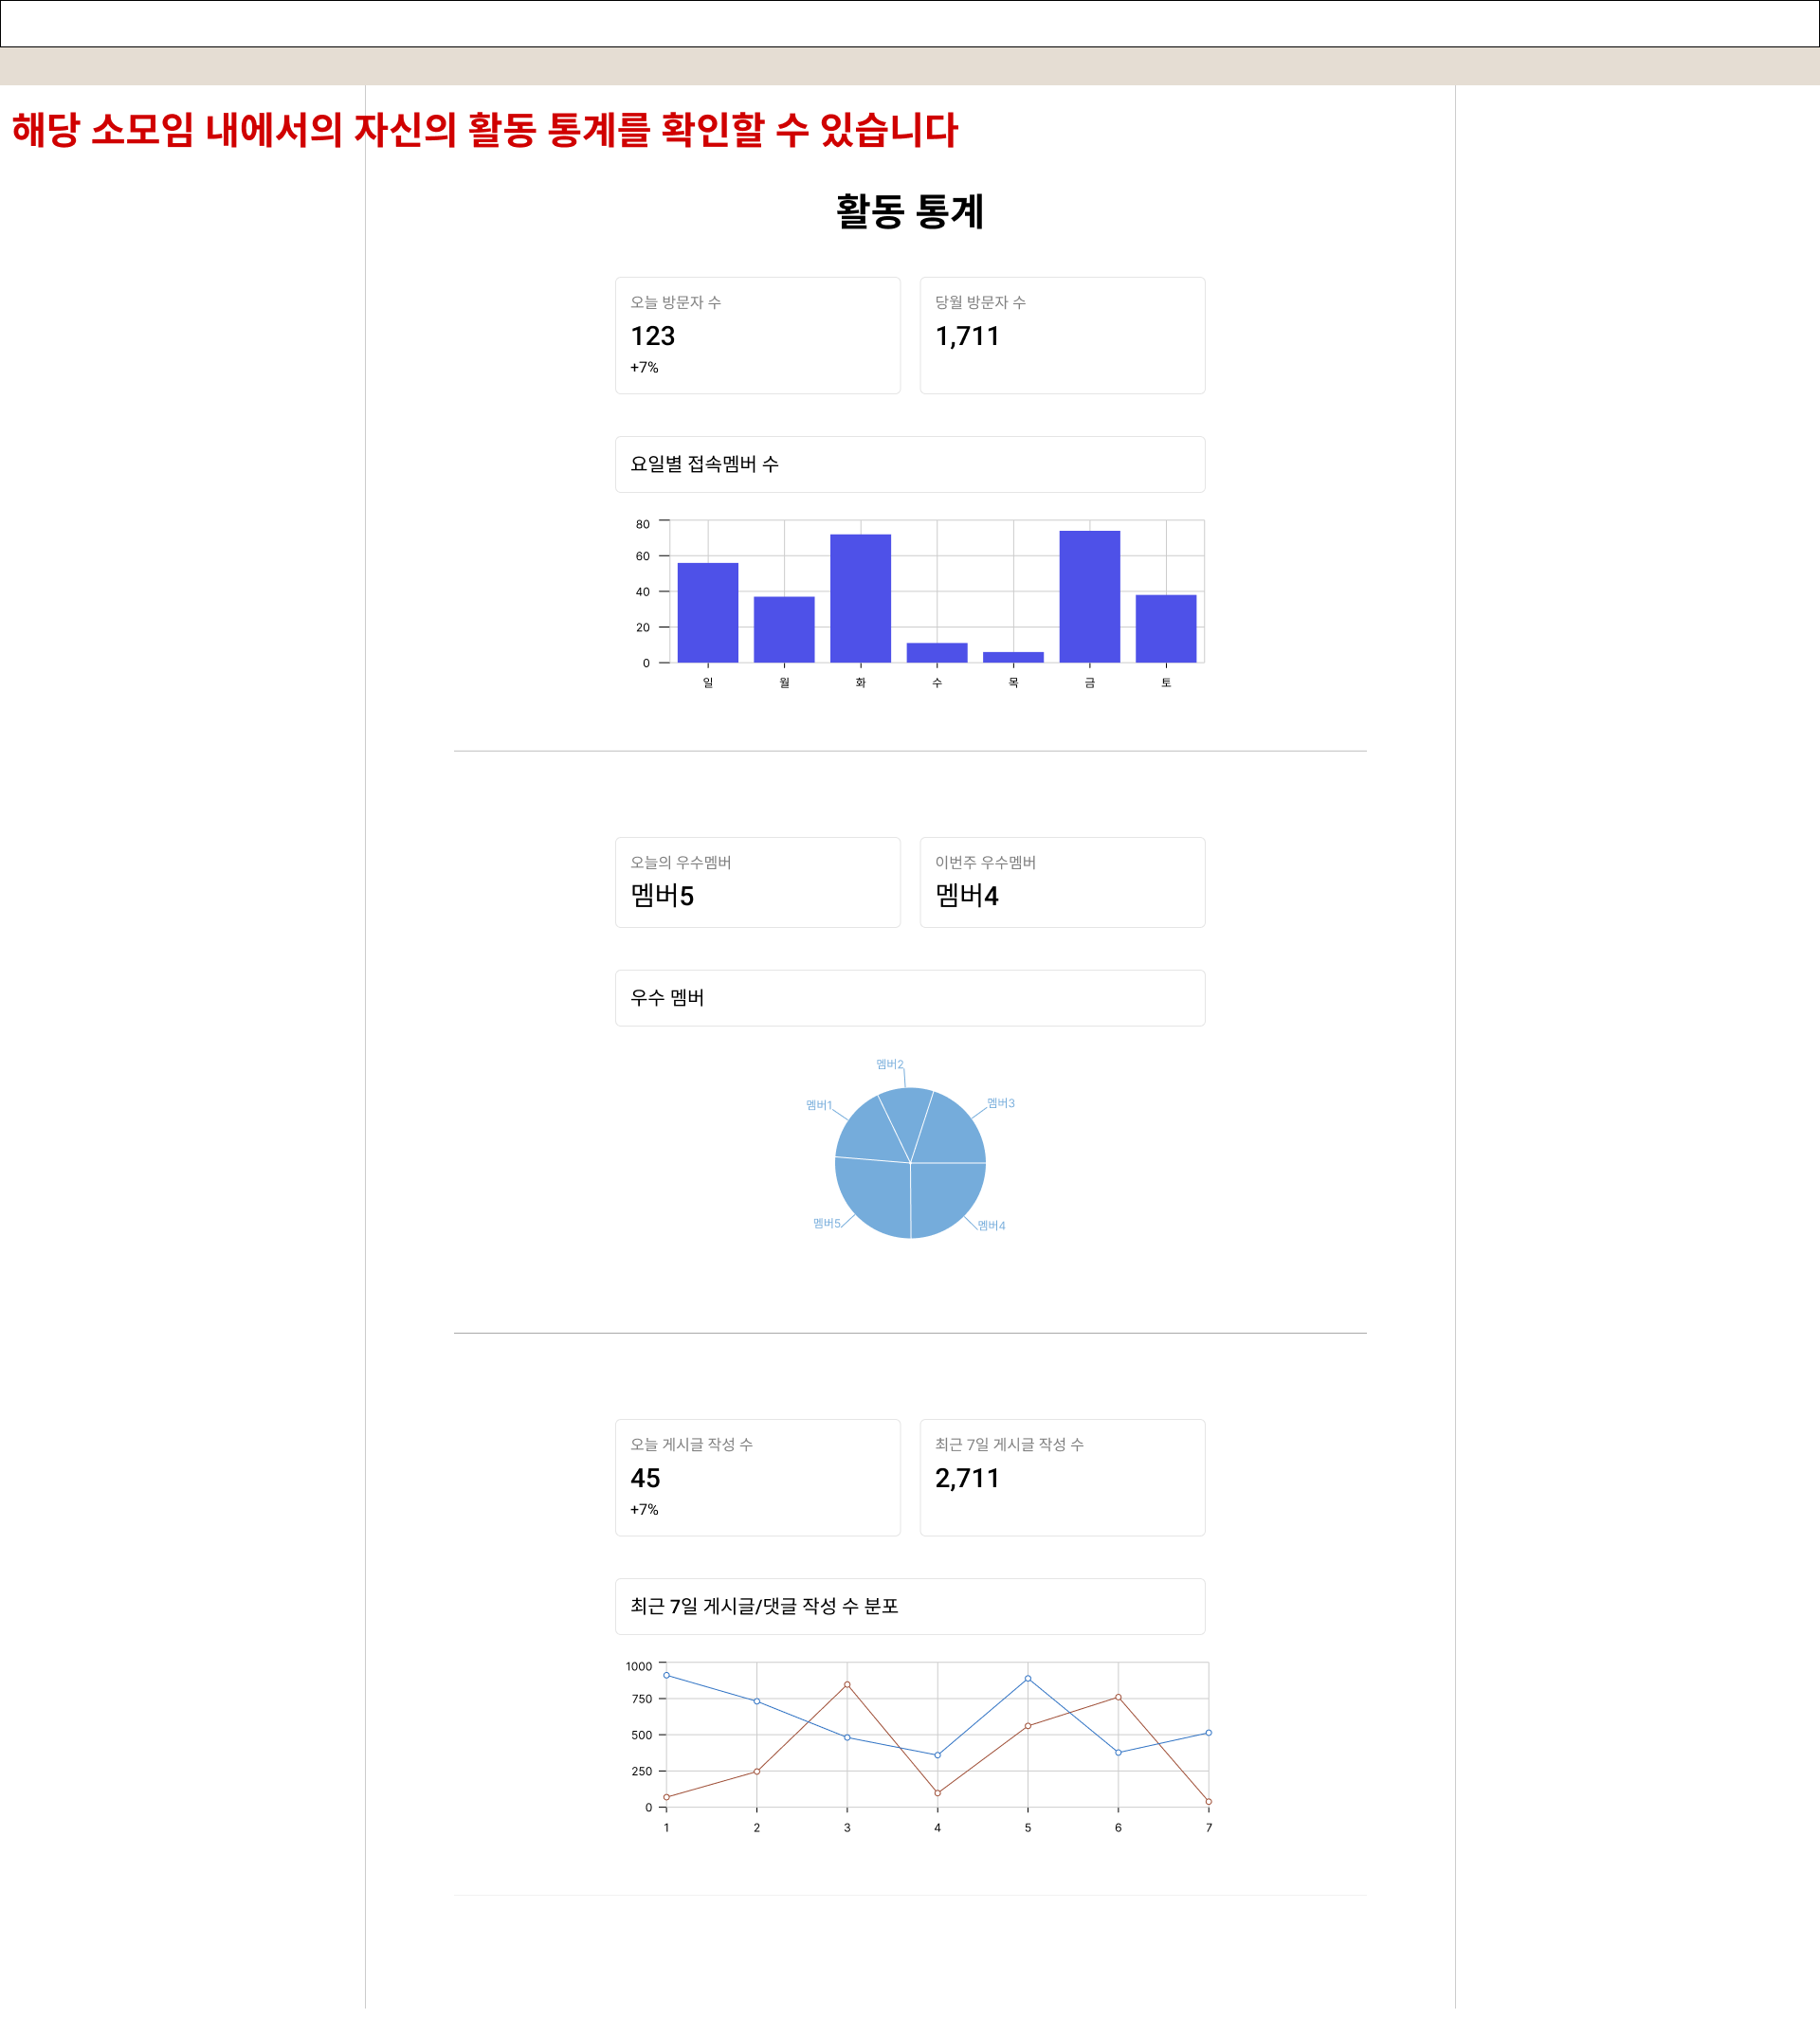 해당 소모임 내에서의 자신의 활동 통계를 확인할 수 있습니다
활동 통계
오늘 방문자 수
123
+7%
당월 방문자 수
1,711
요일별 접속멤버 수
80
60
40
20
0
일 월 화 수 목 금 토
오늘의 우수멤버
멤버5
이번주 우수멤버
멤버4
우수 멤버
멤버2
멤버1
멤버3
멤버5
멤버4
오늘 게시글 작성 수
45
+7%
최근 7일 게시글 작성 수
2,711
최근 7일 게시글/댓글 작성 수 분포
1000
750
500
250
0
1 2 3 4 5 6 7